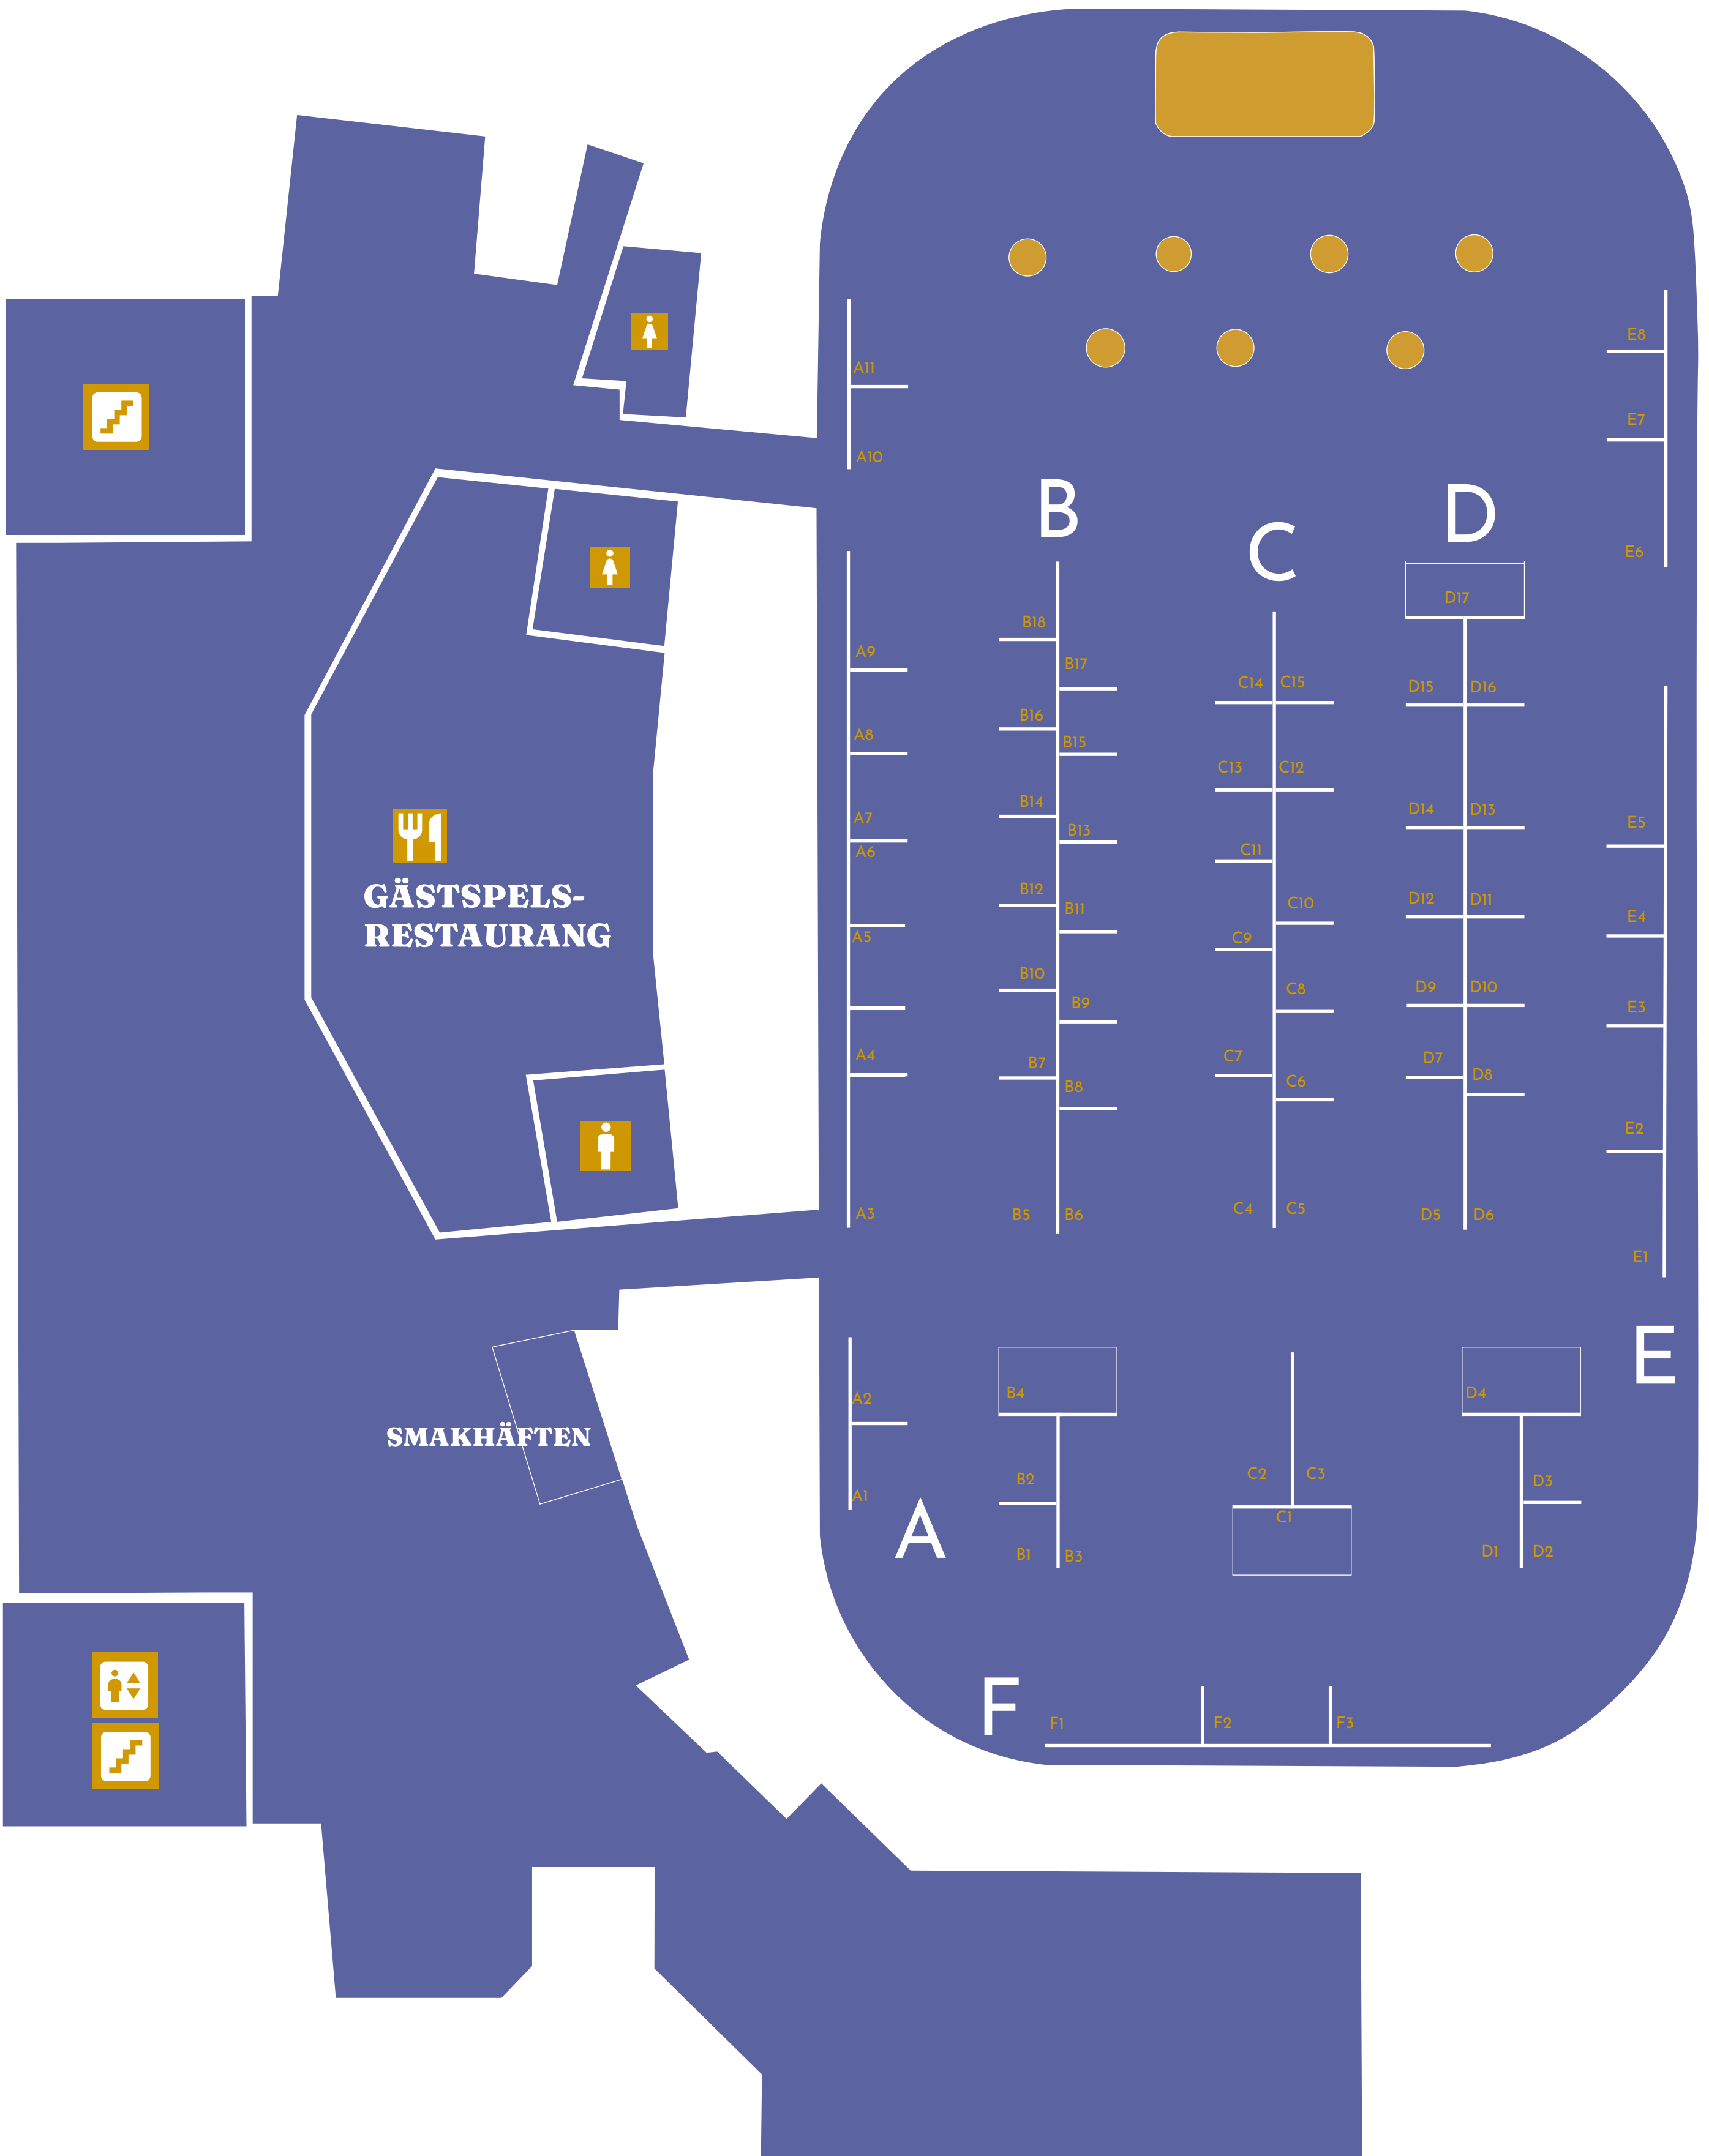 E8
A11
E7
A10
B
D
C
E6
D17
B18
A9
B17
C14 C15
D15 D16
B16
A8
B15
C13 C12
B14
D14 D13
A7
E5
B13
C11
A6
B12
D12 D11
C10
B11
E4
A5
C9
GÄSTSPELS-
RESTAURANG
B10
D9 D10
C8
B9
E3
A4
C7
D7
B7
D8
C6
B8
E2
A3
B5 B6
C4 C5
D5 D6
E1
E
A2
B4
D4
SMAKHÄFTEN
C2 C3
B2
D3
A1
C1
A
B1 B3
D1 D2
F
F1
F2
F3